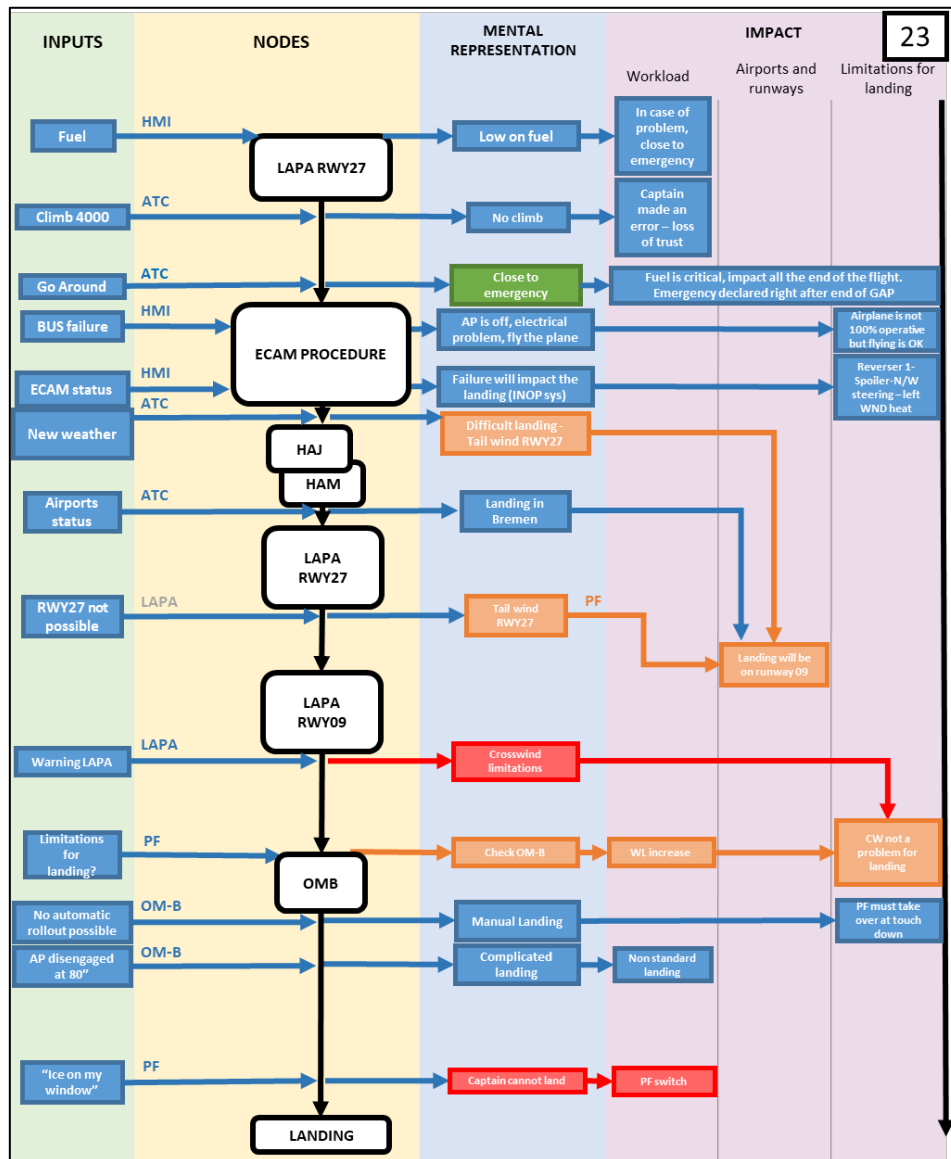 INPUTS
NODES
MENTAL
REPRESENTATION
IMPACT
23
Workload
Airports and
runways
Limitations for
landing
Fuel
HMI
LAPA RWY27
Low on fuel
In case of
problem,
close to
emergency
Climb 4000
ATC
No climb
Captain
made an
error – loss
of trust
Go Around
ATC
Close to
emergency
Fuel is critical, impact all the end of the flight.
Emergency declared right after end of GAP
BUS failure
HMI
ECAM PROCEDURE
AP is off, electrical
problem, fly the plane
Airplane is not
100% operative
but flying is OK
ECAM status
HMI
Failure will impact the
landing (INOP sys)
Reverser 1-
Spoiler-N/W
steering – left
WND heat
New weather
ATC
Difficult landing -
Tail wind RWY27
HAJ
HAM
Airports
status
ATC
Landing in
Bremen
LAPA
RWY27
RWY27 not
possible
LAPA
Tail wind
RWY27
PF
Landing will be
on runway 09
LAPA
RWY09
Warning LAPA
LAPA
Crosswind
limitations
Limitations
for
landing?
PF
OMB
Check OM-B
WL increase
CW not a
problem for
landing
No automatic
rollout possible
OM-B
Manual Landing
PF must take
over at touch
down
AP disengaged
at 80”
OM-B
Complicated
landing
Non standard
landing
“Ice on my
window”
PF
Captain cannot land
PF switch
LANDING